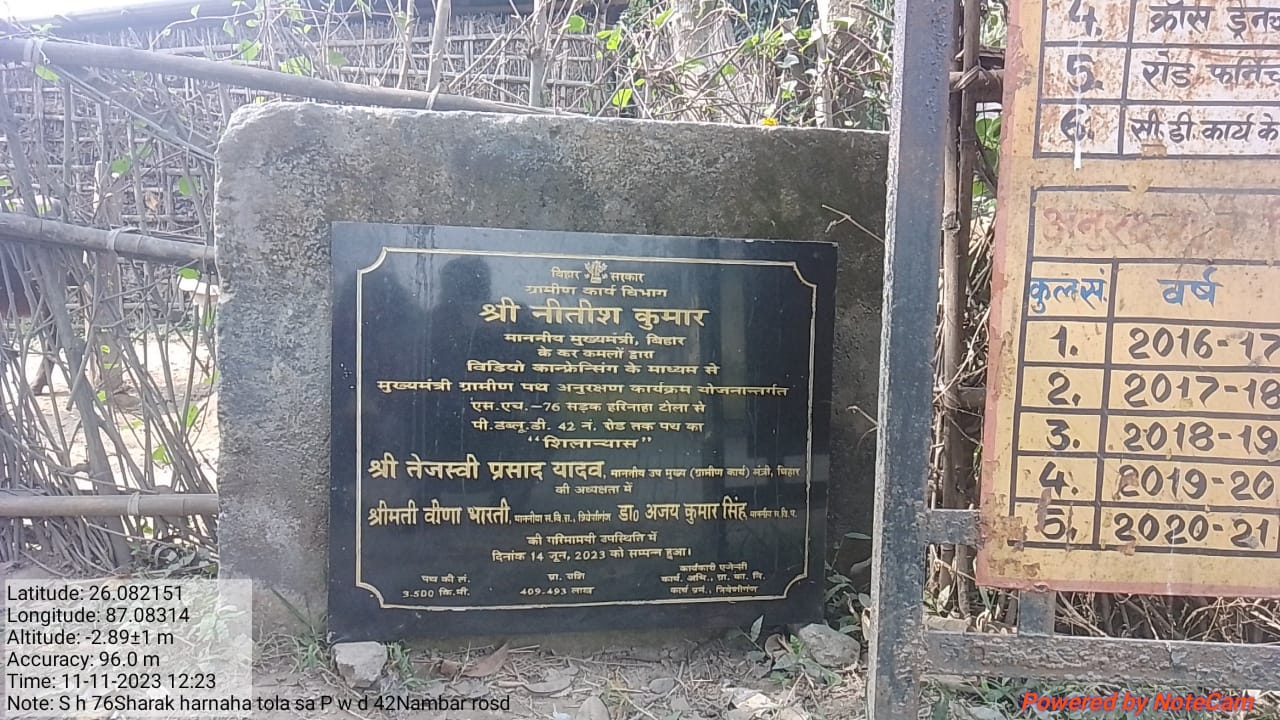 बिहार सरकार
ग्रामीण कार्य विभाग
श्री नीतीश कुमार
माननीय मुख्यमंत्री, बिहार
के कर कमलों द्वारा
विडियो कान्फ्रेन्सिंग के माध्यम से
मुख्यमंत्री ग्रामीण पथ अनुरक्षण कार्यक्रम योजनान्तर्गत
एस.एच.-76 सड़क हरिनाहा टोला से
पी.डब्लू.डी. 42 नं. रोड तक पथ का
"शिलान्यास"
श्री तेजस्वी प्रसाद यादव, माननीय उप मुख्य (ग्रामीण कार्य) मंत्री, बिहार
की अध्यक्षता में
श्रीमती वीणा भारती, माननीया स.वि.स., त्रिवेणीगंज डा० अजय कुमार सिंह माननीय स.वि.प.
की गरिमामयी उपस्थिति में
दिनांक 14 जून, 2023 को सम्पन्न हुआ।
पथ की लं.
3.500 कि.मी.
प्रा. राशि
409.493 लाख
कार्यकारी एजेन्सी
कार्य. अभि., ग्रा. का. वि.
कार्य प्रमं., त्रिवेणीगंज
4. क्रॉस ड्रेनेज
5. रोड फर्निच
6. सी.डी कार्य के
कुल सं. वर्ष
1. 2016-17
2. 2017-18
3. 2018-19
4. 2019-20
5. 2020-21
Latitude: 26.082151
Longitude: 87.08314
Altitude: -2.89±1 m
Accuracy: 96.0 m
Time: 11-11-2023 12:23
Note: S h 76Sharak harnaha tola sa P w d 42Nambar rosd
Powered by NoteCam